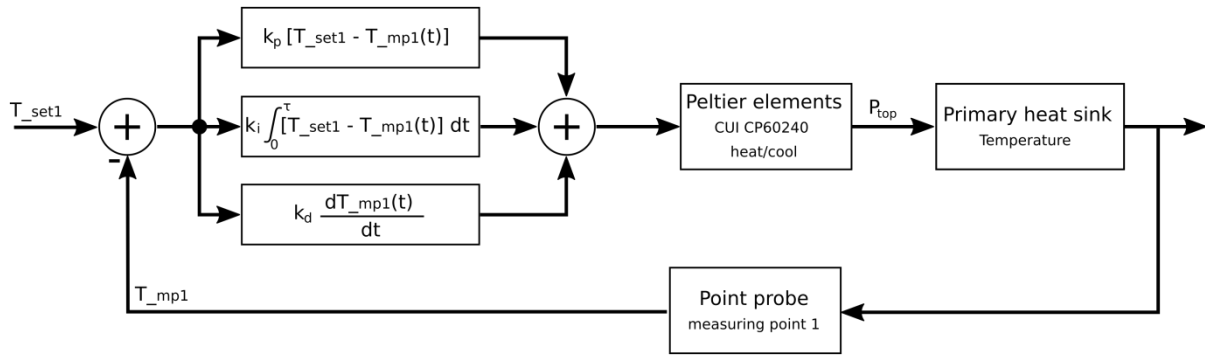 k_p [T_set1 - T_mp1(t)]
T_set1
+
-
k_i ∫_0^τ [T_set1 - T_mp1(t)] dt
+
k_d dT_mp1(t)/dt
Peltier elements
CUI CP60240
heat/cool
P_top
Primary heat sink
Temperature
T_mp1
Point probe
measuring point 1